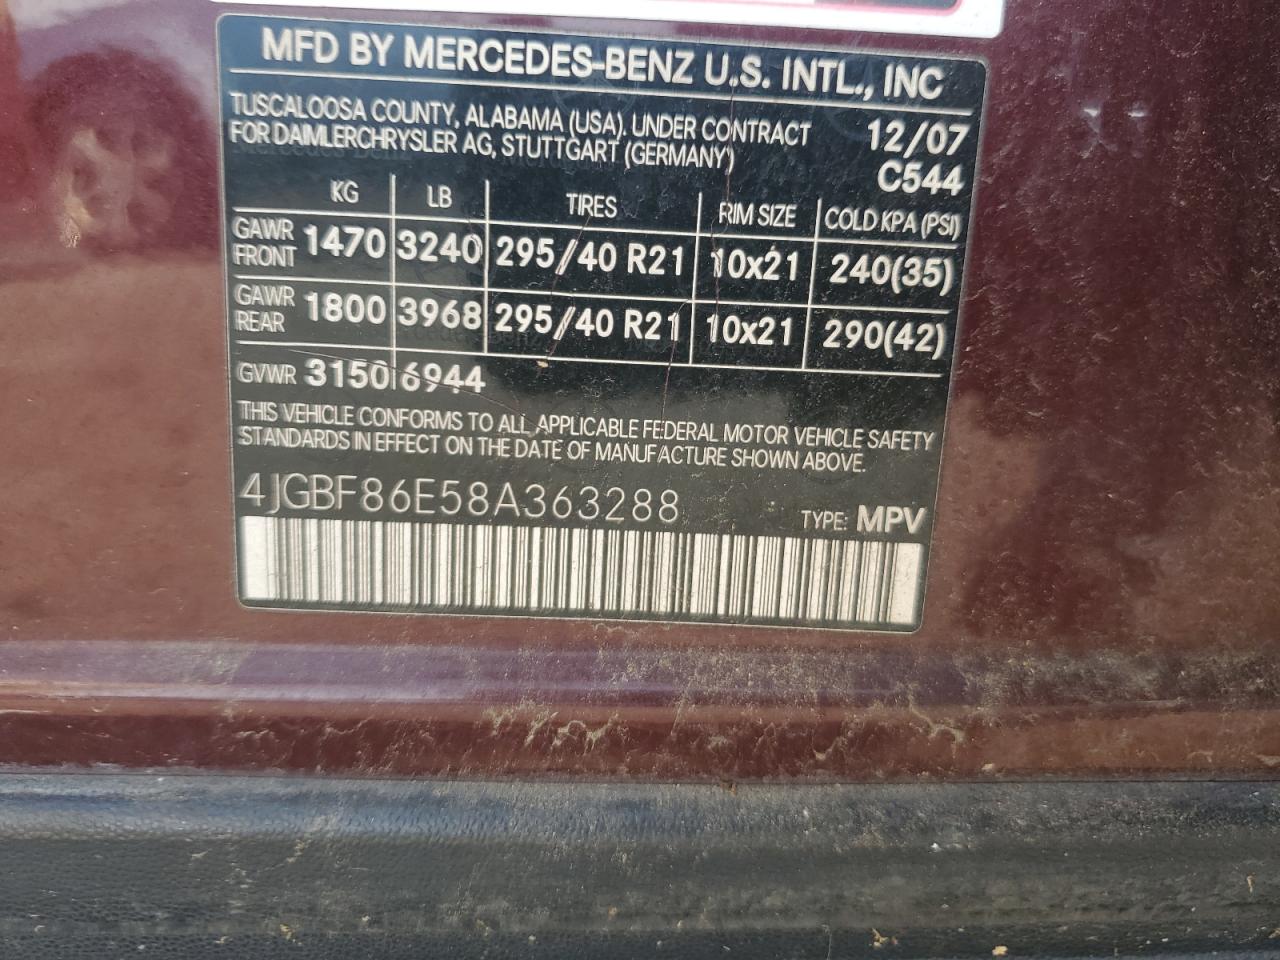 MFD BY MERCEDES-BENZ U.S. INTL., INC
TUSCALOOSA COUNTY, ALABAMA (USA). UNDER CONTRACT 12/07
FOR DAIMLERCHRYSLER AG, STUTTGART (GERMANY) C544
KG LB TIRES RIM SIZE COLD KPA (PSI)
GAWR FRONT 1470 3240 295/40 R21 10x21 240(35)
GAWR REAR 1800 3968 295/40 R21 10x21 290(42)
GVWR 3150 6944
THIS VEHICLE CONFORMS TO ALL APPLICABLE FEDERAL MOTOR VEHICLE SAFETY
STANDARDS IN EFFECT ON THE DATE OF MANUFACTURE SHOWN ABOVE.
4JGBF86E58A363288 TYPE: MPV